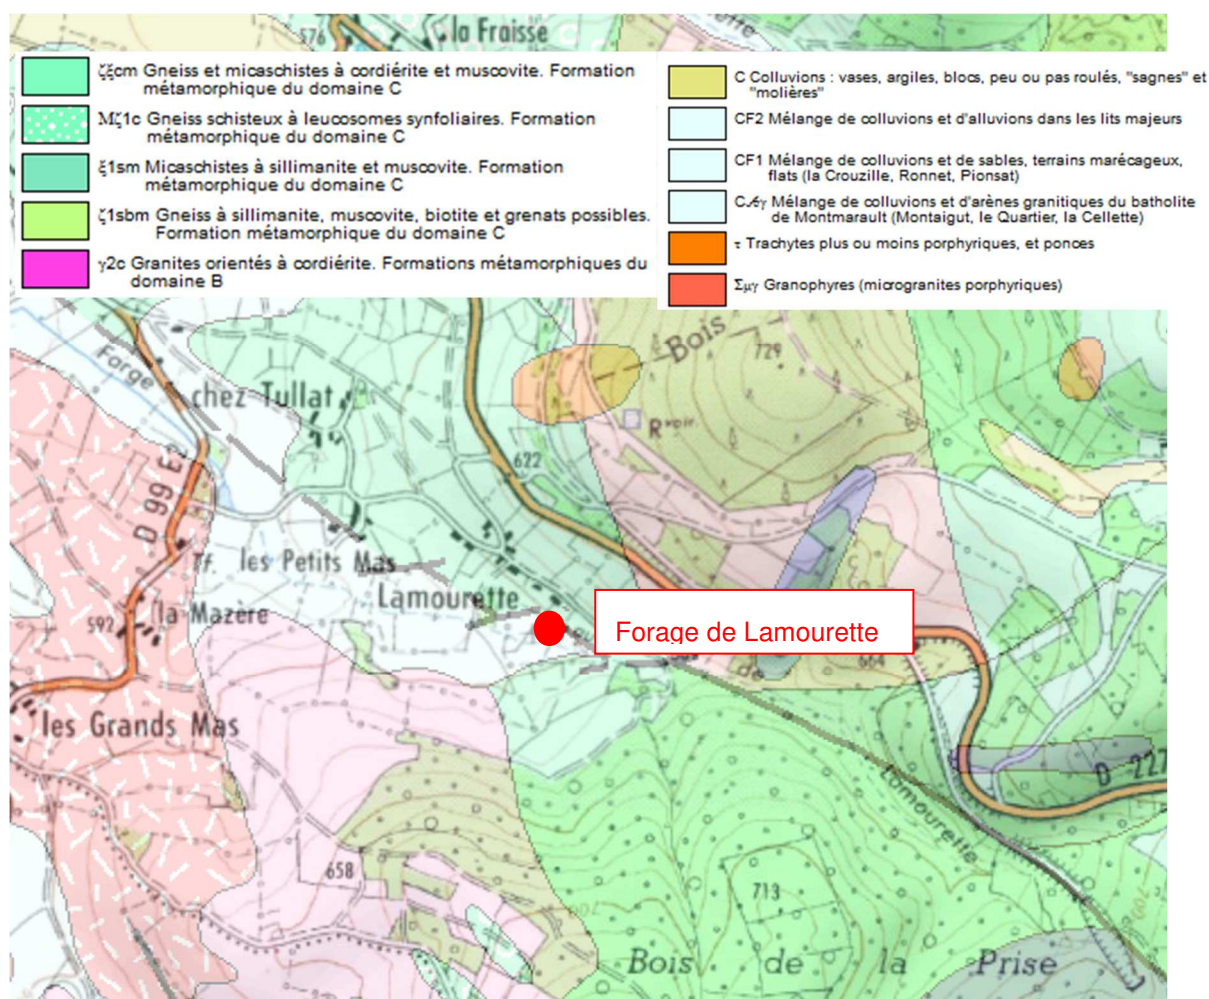 576
la Fraisse
ζξcm Gneiss et micaschistes à cordiérite et muscovite. Formation
métamorphique du domaine C
Mζ1c Gneiss schisteux à leucosomes synfoliaires. Formation
métamorphique du domaine C
ξ1sm Micaschistes à sillimanite et muscovite. Formation
métamorphique du domaine C
ζ1sbm Gneiss à sillimanite, muscovite, biotite et grenats possibles.
Formation métamorphique du domaine C
γ2c Granites orientés à cordiérite. Formations métamorphiques du
domaine B
C Colluvions : vases, argiles, blocs, peu ou pas roulés, "sagnes" et
"molières"
CF2 Mélange de colluvions et d'alluvions dans les lits majeurs
CF1 Mélange de colluvions et de sables, terrains marécageux,
flats (la Crouzille, Ronnet, Pionsat)
C𝒜γ Mélange de colluvions et d'arènes granitiques du batholite
de Montmarault (Montaigut, le Quartier, la Cellette)
τ Trachytes plus ou moins porphyriques, et ponces
Σμγ Granophyres (microgranites porphyriques)
Bois
729
Farge
chez Tullat
Rvoir
622
D 99 E
Tf.
les Petits Mas
Lamourette
la Mazère
592
Forage de Lamourette
de
664
les Grands Mas
D 227
Lamourette
658
713
700
700
Bois de la Prise